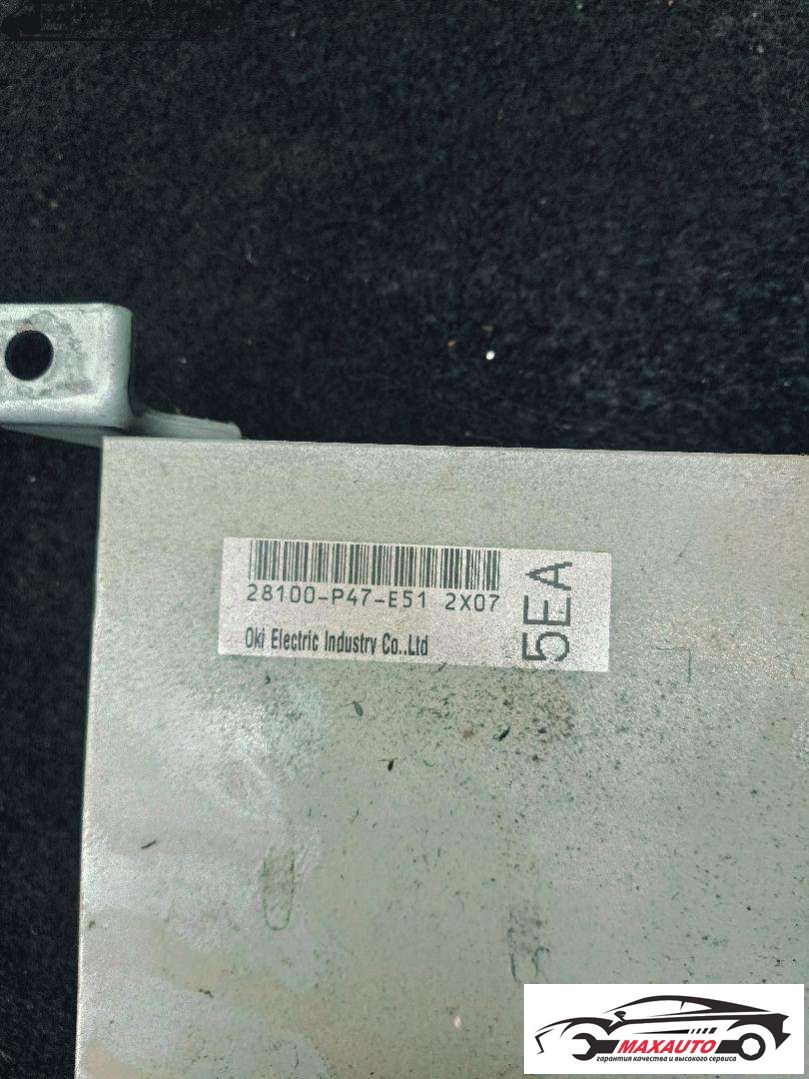 28100-P47-E51 2X07
Oki Electric Industry Co.,Ltd
5EA
MAXAUTO
гарантия качества и высокого сервиса